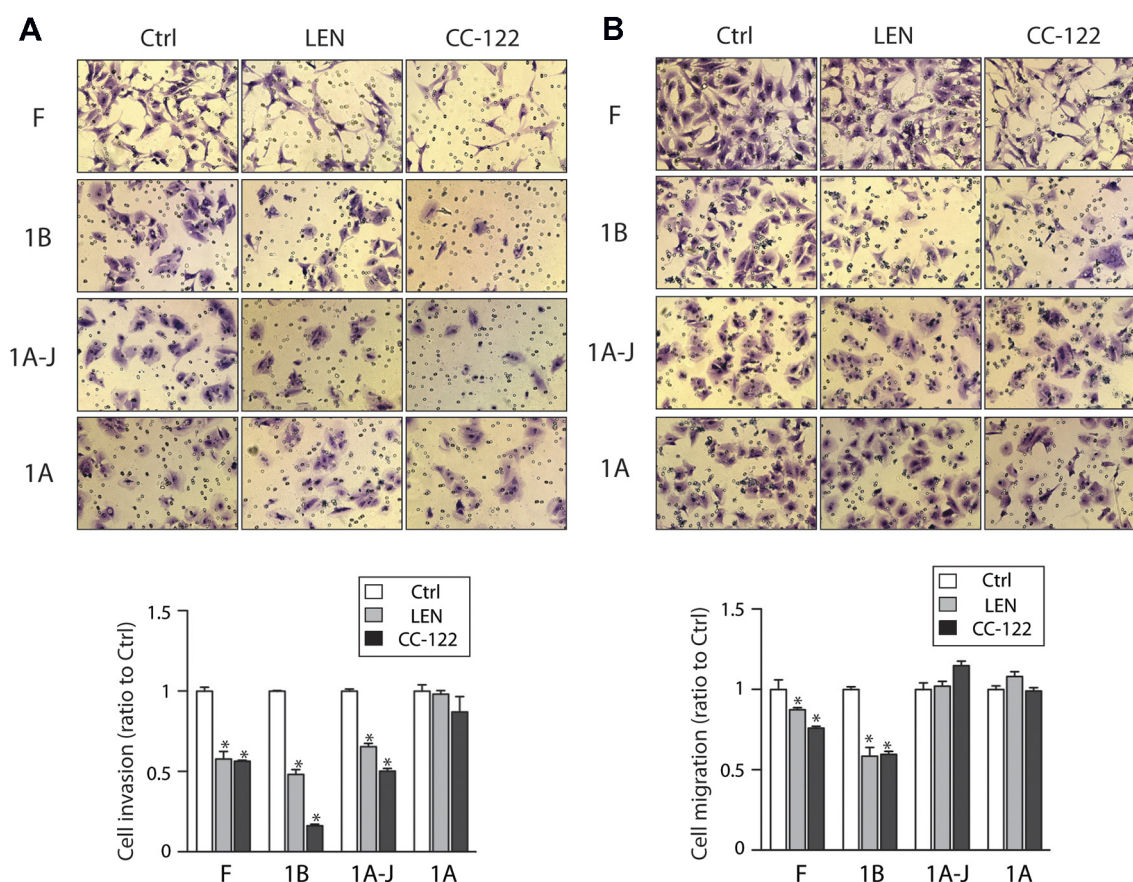 A
Ctrl LEN CC-122
F
1B
1A-J
1A
Ctrl
LEN
CC-122
Cell invasion (ratio to Ctrl)
1.5
1
0.5
0
* *
* *
* *
F 1B 1A-J 1A
B
Ctrl LEN CC-122
F
1B
1A-J
1A
Ctrl
LEN
CC-122
Cell migration (ratio to Ctrl)
1.5
1
0.5
0
* *
* *
F 1B 1A-J 1A